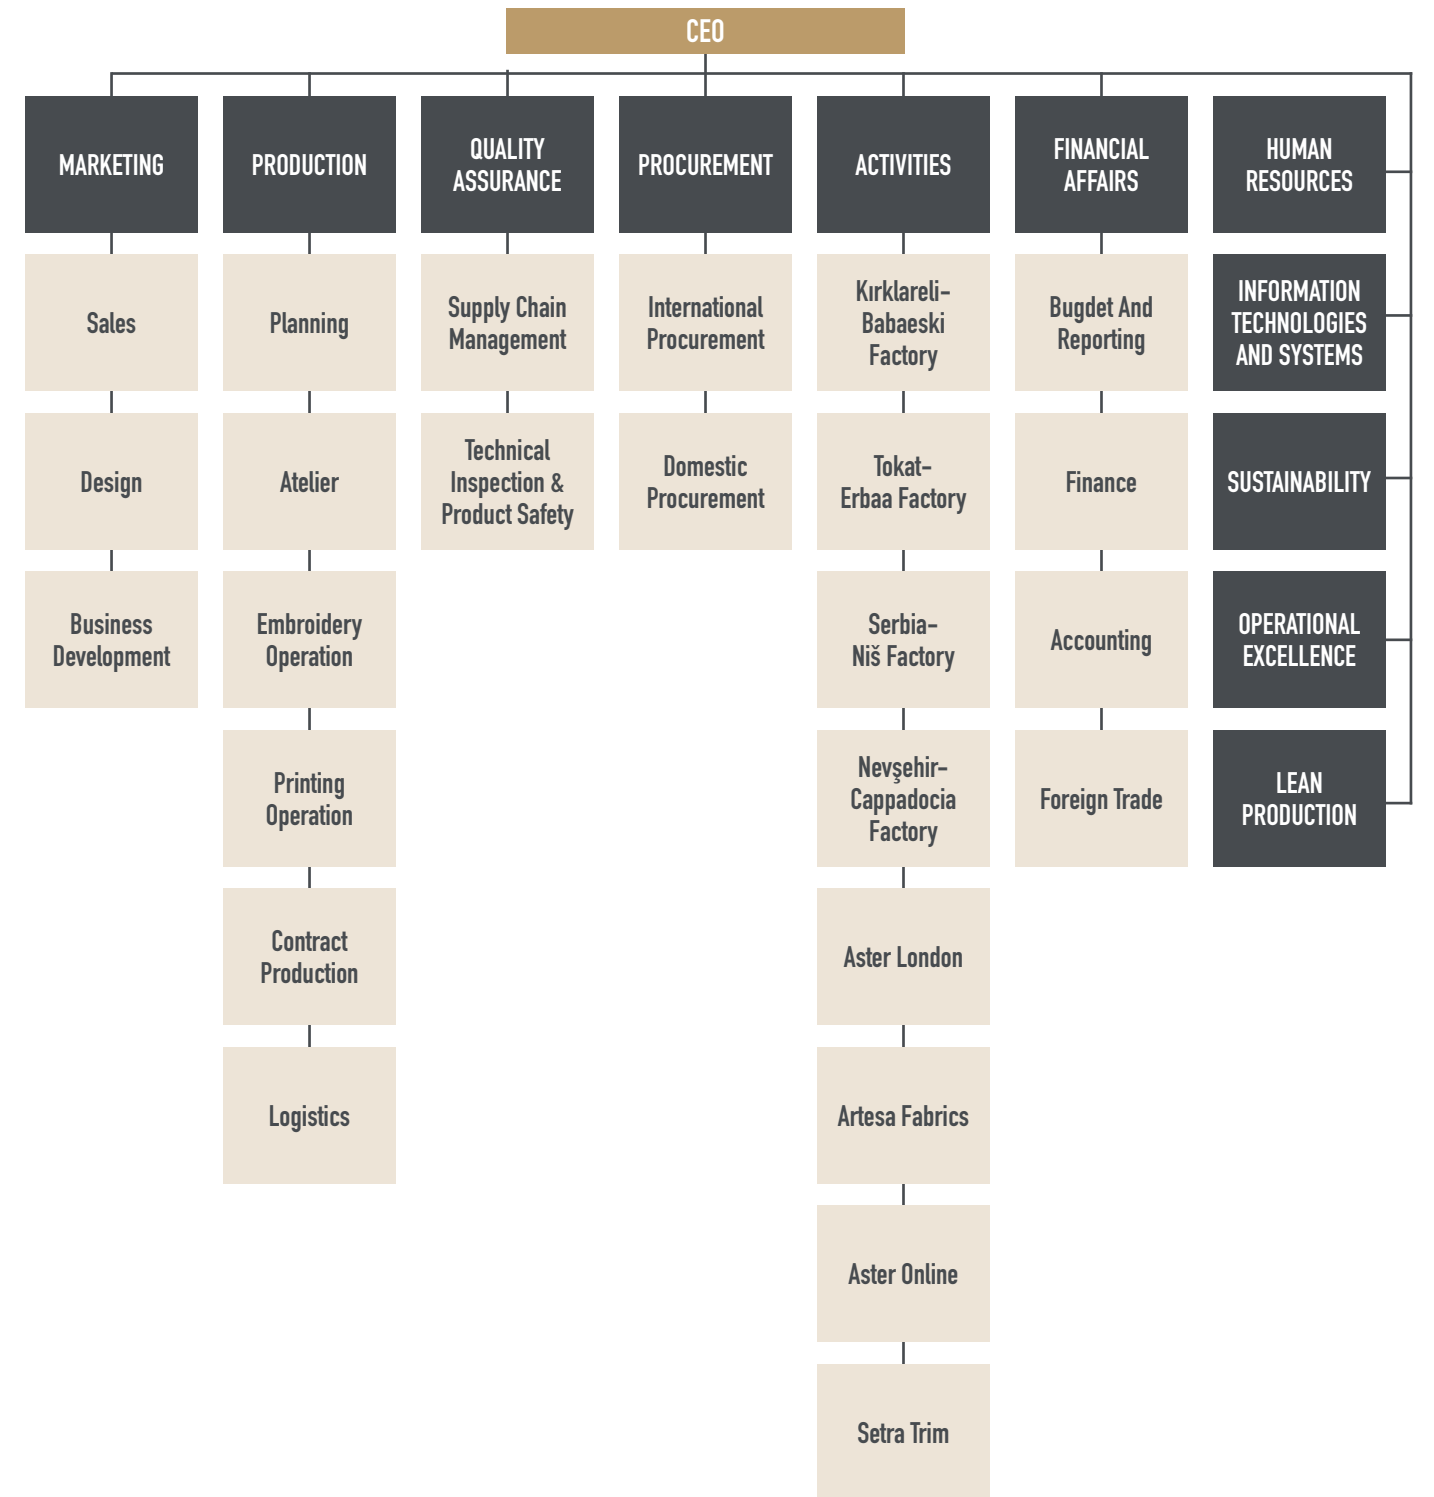 CEO
MARKETING
Sales
Design
Business
Development
PRODUCTION
Planning
Atelier
Embroidery
Operation
Printing
Operation
Contract
Production
Logistics
QUALITY
ASSURANCE
Supply Chain
Management
Technical
Inspection &
Product Safety
PROCUREMENT
International
Procurement
Domestic
Procurement
ACTIVITIES
Kırklareli-
Babaeski
Factory
Tokat-
Erbaa Factory
Serbia-
Niš Factory
Nevşehir-
Cappadocia
Factory
Aster London
Artesa Fabrics
Aster Online
Setra Trim
FINANCIAL
AFFAIRS
Bugdet And
Reporting
Finance
Accounting
Foreign Trade
HUMAN
RESOURCES
INFORMATION
TECHNOLOGIES
AND SYSTEMS
SUSTAINABILITY
OPERATIONAL
EXCELLENCE
LEAN
PRODUCTION